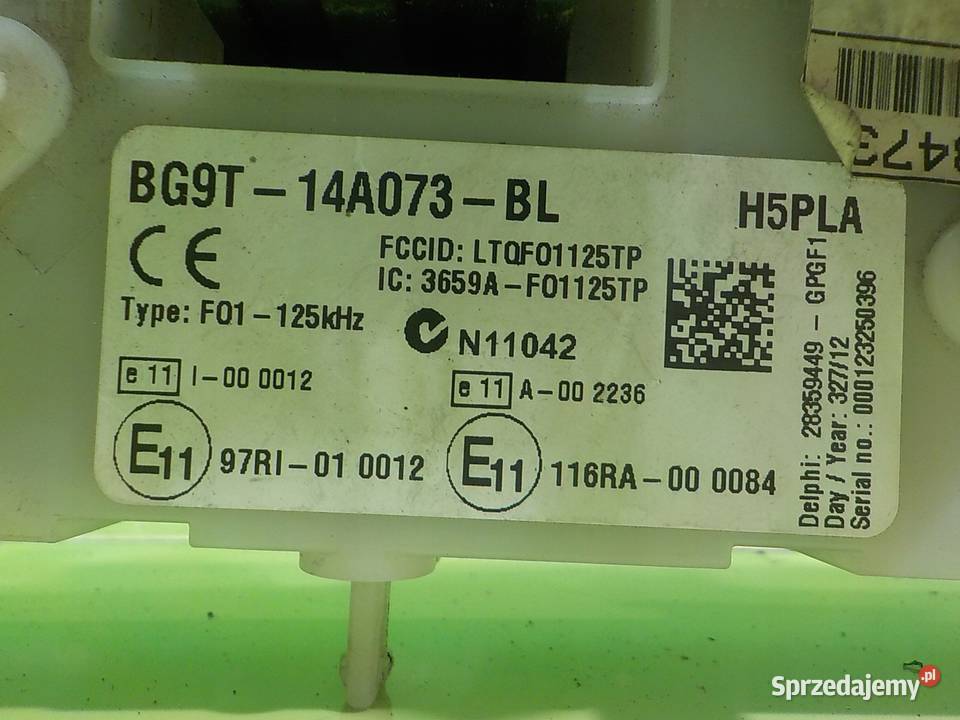 BG9T-14A073-BL
H5PLA
CE
FCCID: LTQFO1125TP
IC: 3659A-FO1125TP
Type: FO1-125kHz
N11042
e 11 I-00 0012
e 11 A-00 2236
E11 97RI-01 0012
E11 116RA-00 0084
Delphi: 28359449-GPGF1
Day / Year: 327/12
Serial no.: 000123250396
3473
Sprzedajemy.pl